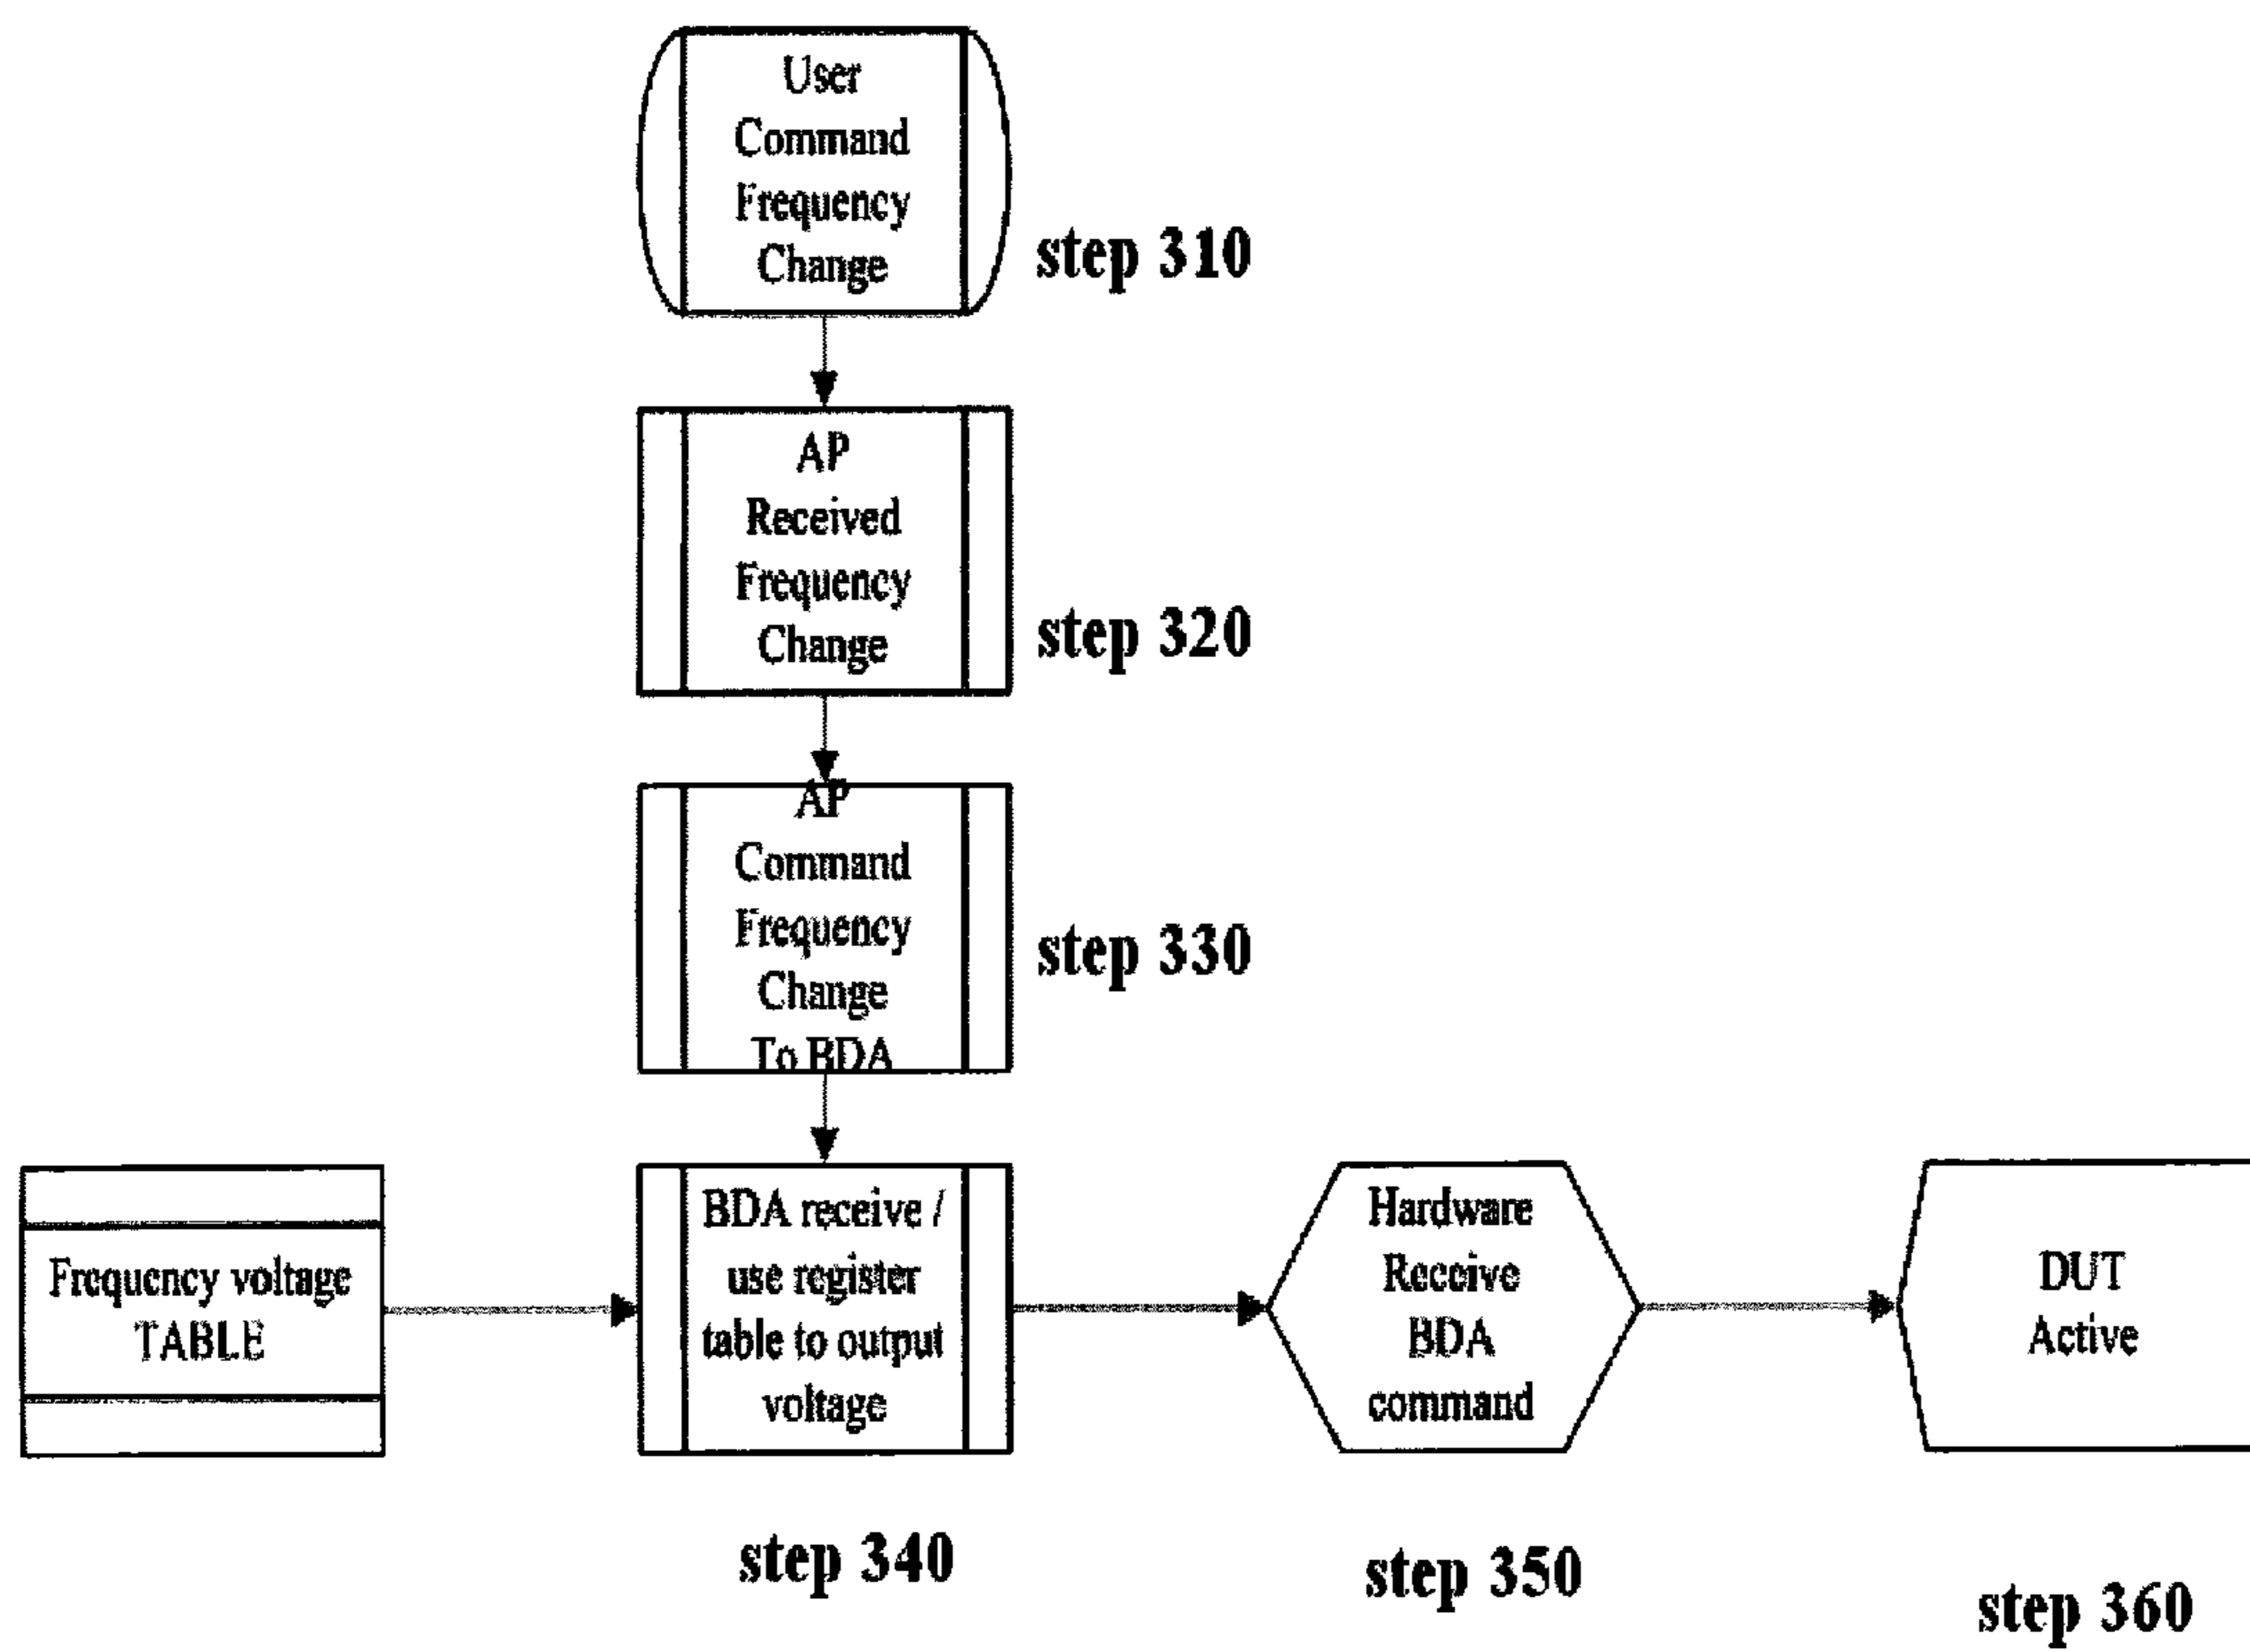 User
Command
Frequency
Change
step 310
AP
Received
Frequency
Change
step 320
AP
Command
Frequency
Change
To BDA
step 330
Frequency voltage
TABLE
BDA receive /
use register
table to output
voltage
step 340
Hardware
Receive
BDA
command
step 350
DUT
Active
step 360